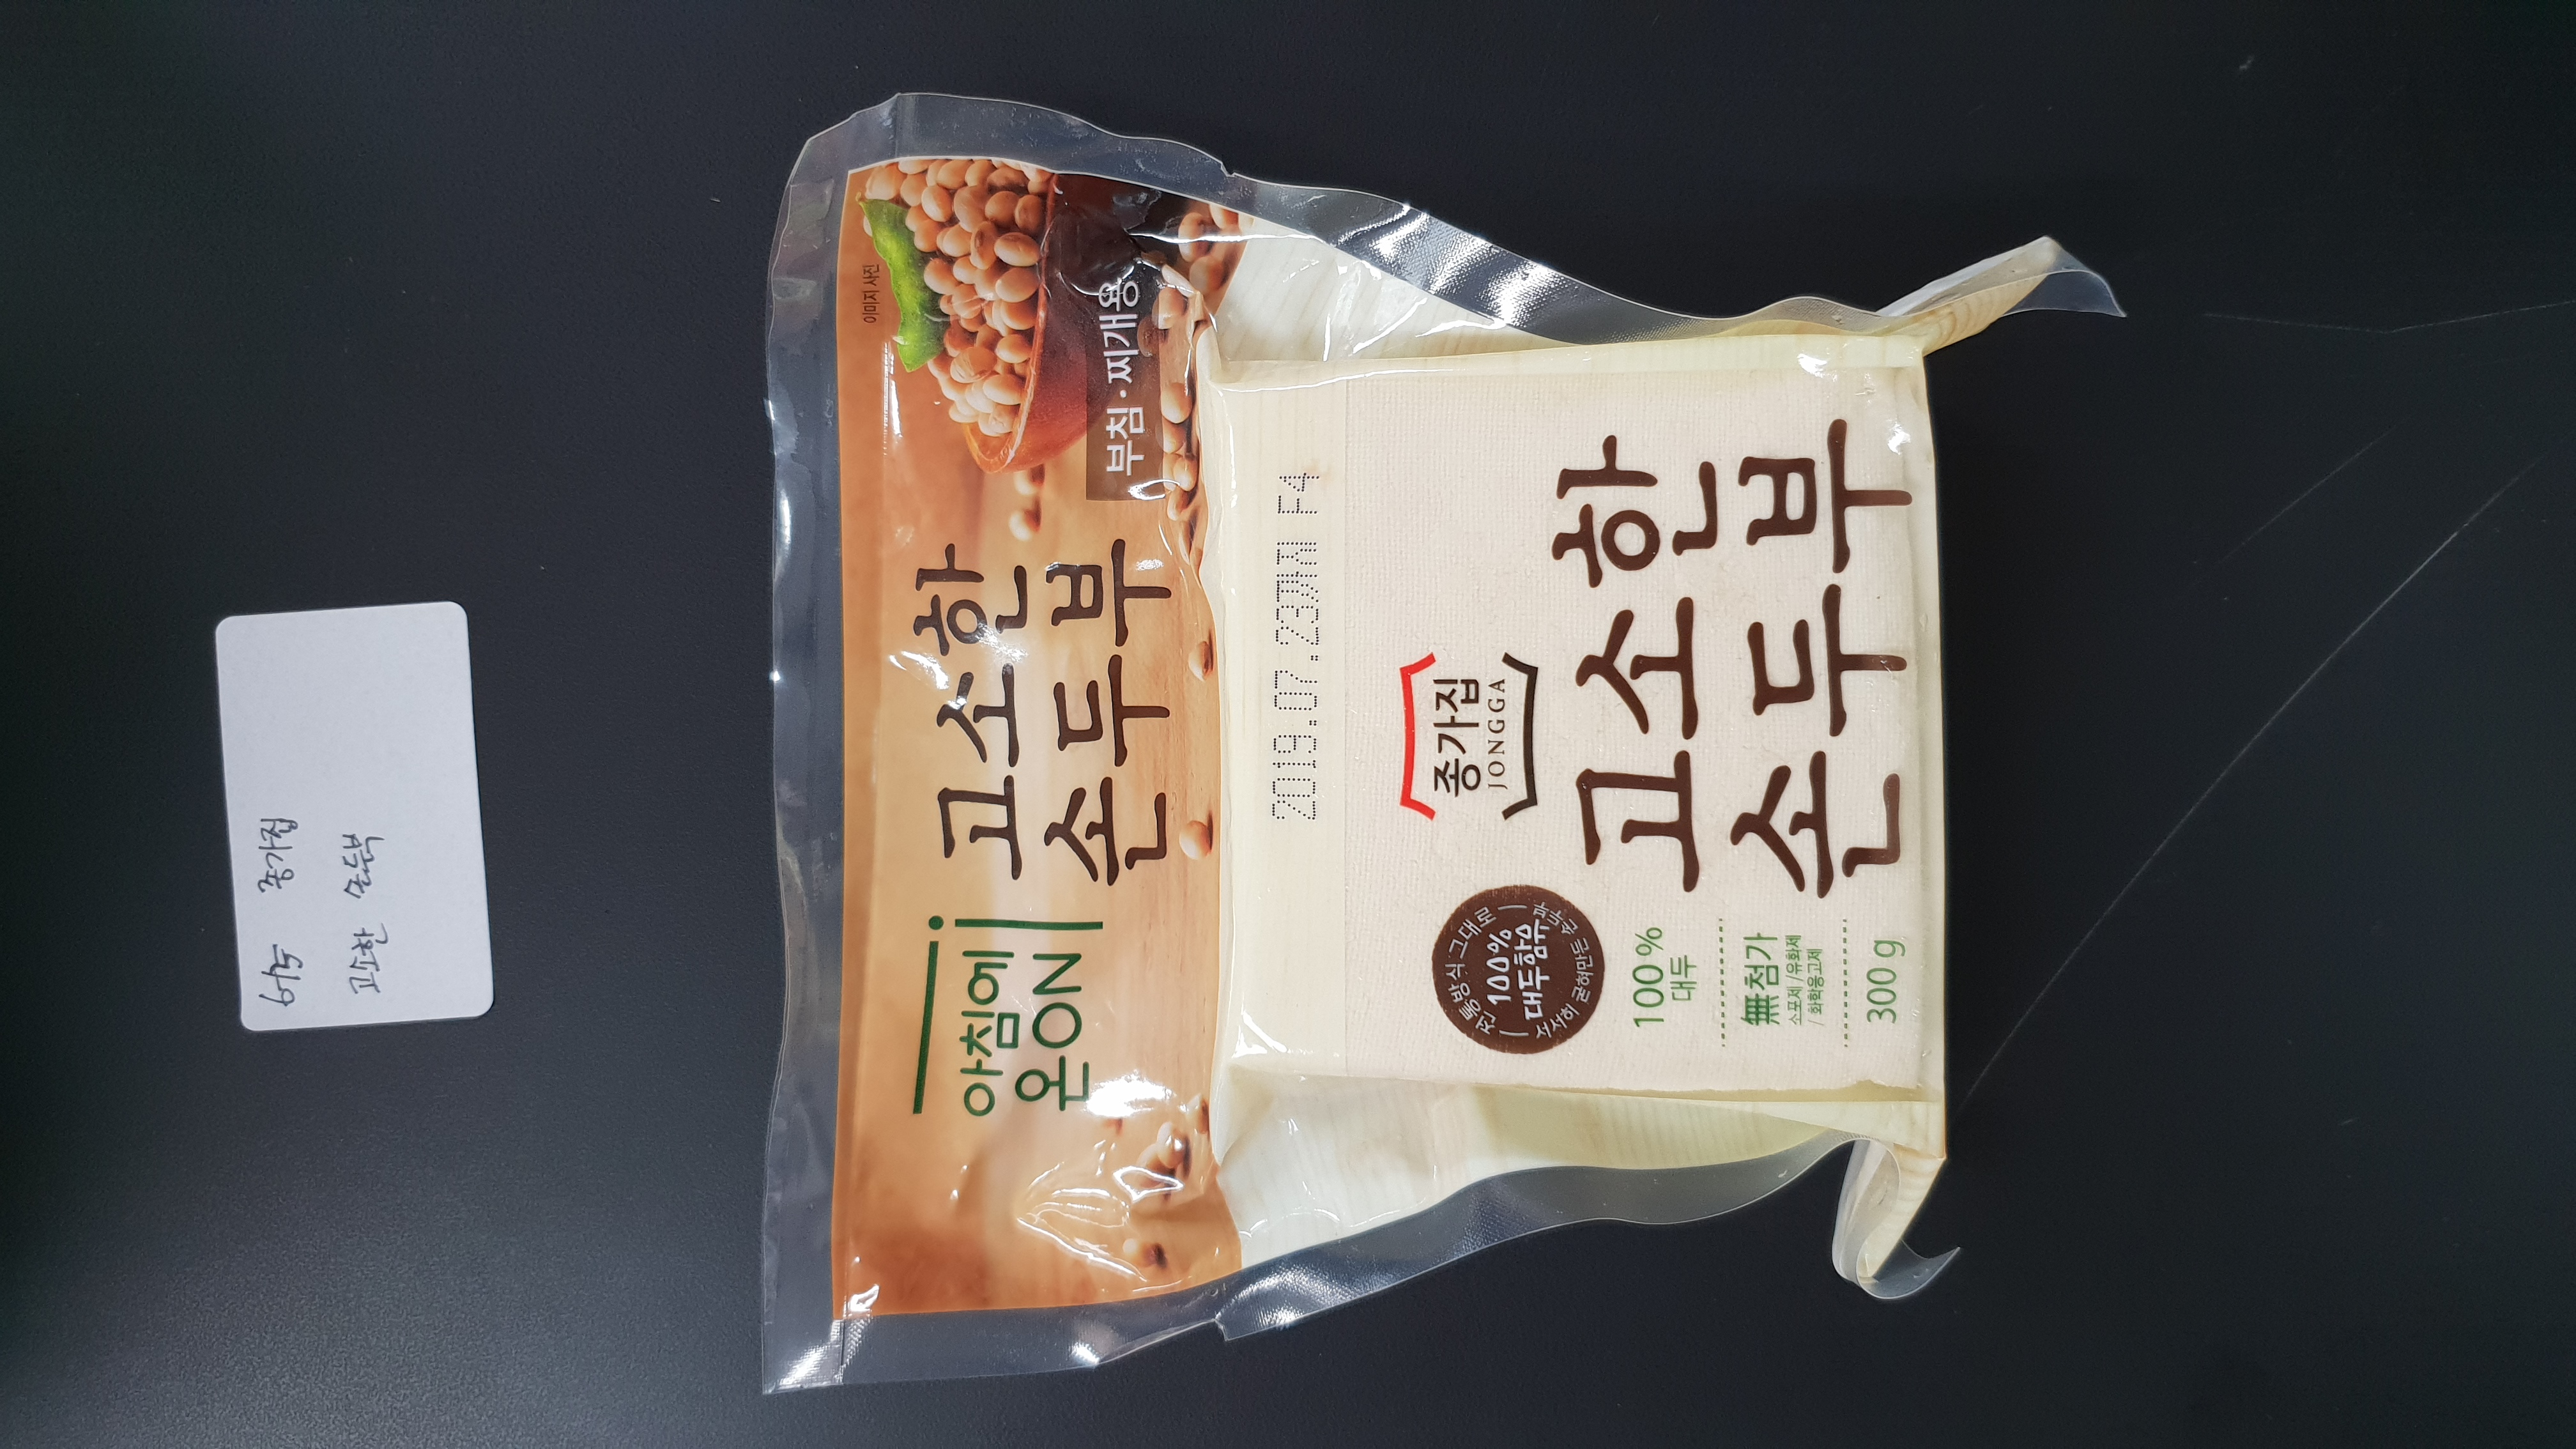 종가집
고소한 손두부
이미지 사진
아침에
온ON
고소한
손두부
부침·찌개용
2019.07.23까지 F4
종가집
JONGGA
전통방식 그대로
100%
대두함유
서서히 굳혀만든 손두부
100%
대두
無첨가
소포제/유화제
/화학응고제
300g
고소한
손두부